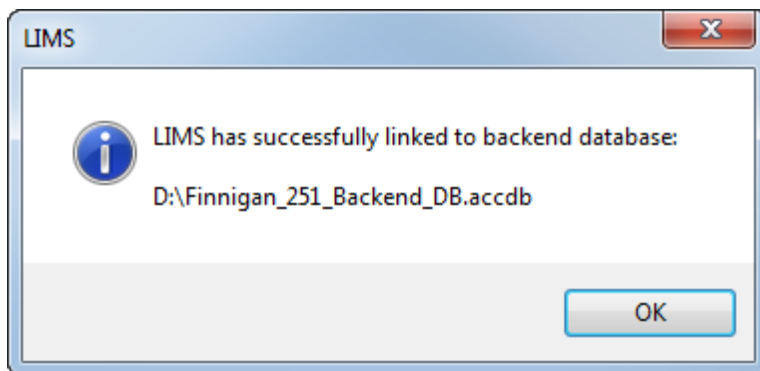 LIMS
LIMS has successfully linked to backend database:
D:\Finnigan_251_Backend_DB.accdb
OK